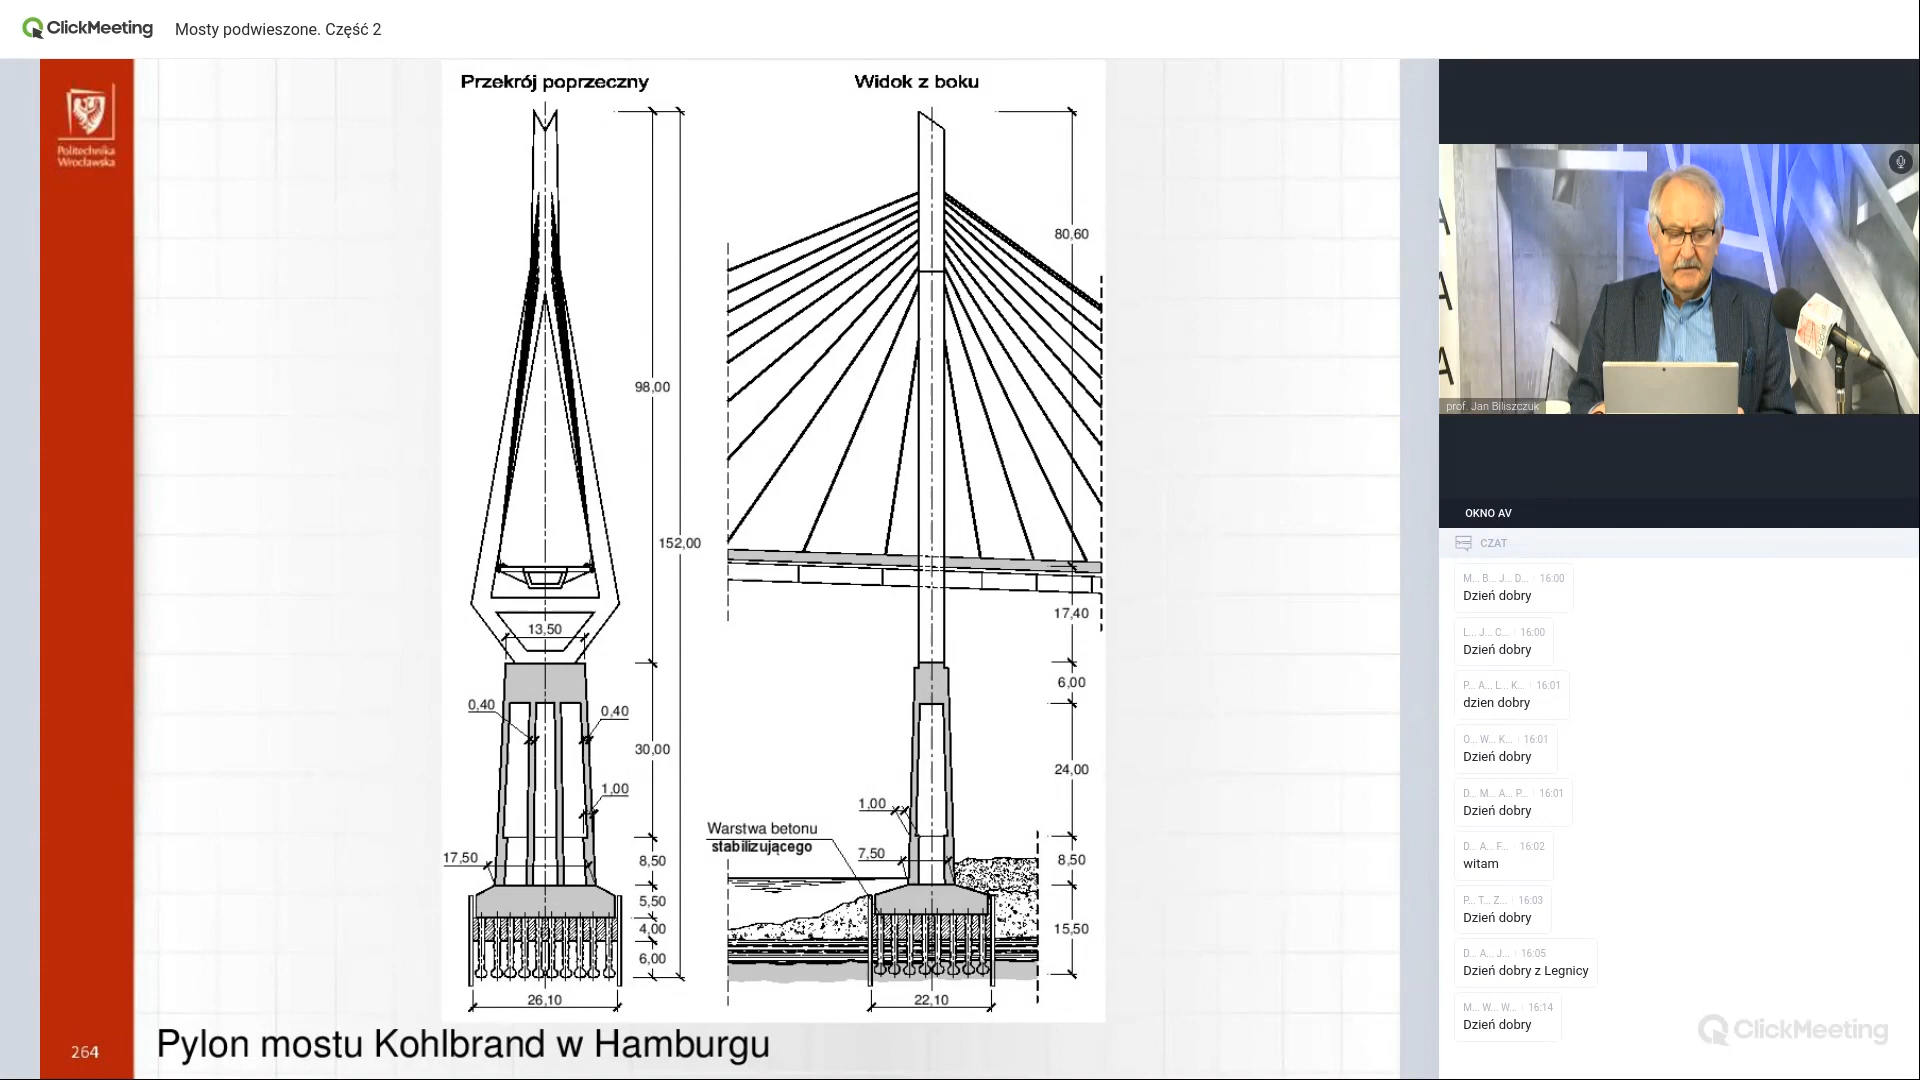 ClickMeeting
Mosty podwieszone. Część 2
Politechnika
Wrocławska
Przekrój poprzeczny
Widok z boku
80,60
98,00
152,00
17,40
13,50
6,00
0,40
0,40
30,00
24,00
1,00
1,00
Warstwa betonu
stabilizującego
17,50
7,50
8,50
8,50
5,50
4,00
15,50
6,00
26,10
22,10
264
Pylon mostu Kohlbrand w Hamburgu
prof. Jan Biliszczuk
OKNO AV
CZAT
M... B... J... D... 16:00
Dzień dobry
L... J... C... 16:00
Dzień dobry
P... A... L... K... 16:01
dzien dobry
O... W... K... 16:01
Dzień dobry
D... M... A... P... 16:01
Dzień dobry
D... A... F... 16:02
witam
P... T... Z... 16:03
Dzień dobry
D... A... J... 16:05
Dzień dobry z Legnicy
M... W... W... 16:14
Dzień dobry
ClickMeeting